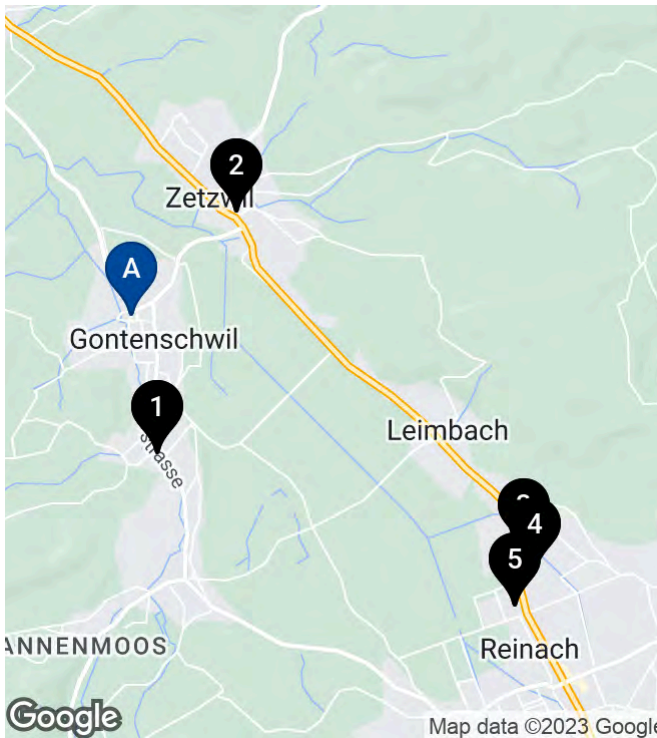 2
Zetzwil
A
Gontenschwil
1
strasse
Leimbach
4
5
ANNENMOOS
Reinach
Google
Map data ©2023 Google